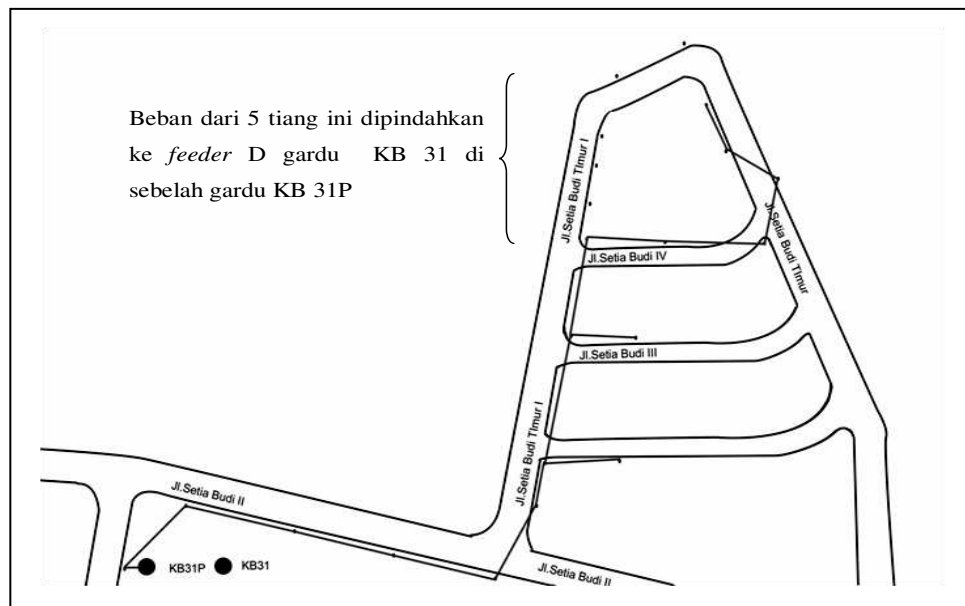 Beban dari 5 tiang ini dipindahkan
ke feeder D gardu KB 31 di
sebelah gardu KB 31P
Jl.Setia Budi TImur I
Jl.Setia Budi TImur
Jl.Setia Budi IV
Jl.Setia Budi III
Jl.Setia Budi TImur I
Jl.Setia Budi II
KB31P
KB31
Jl.Setia Budi II